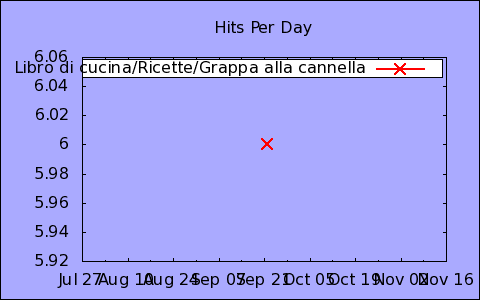 Hits Per Day
6.06
Libro di cucina/Ricette/Grappa alla cannella
6.04
6.02
6
5.98
5.96
5.94
5.92
Jul 27 Aug 10 Aug 24 Sep 07 Sep 21 Oct 05 Oct 19 Nov 02 Nov 16